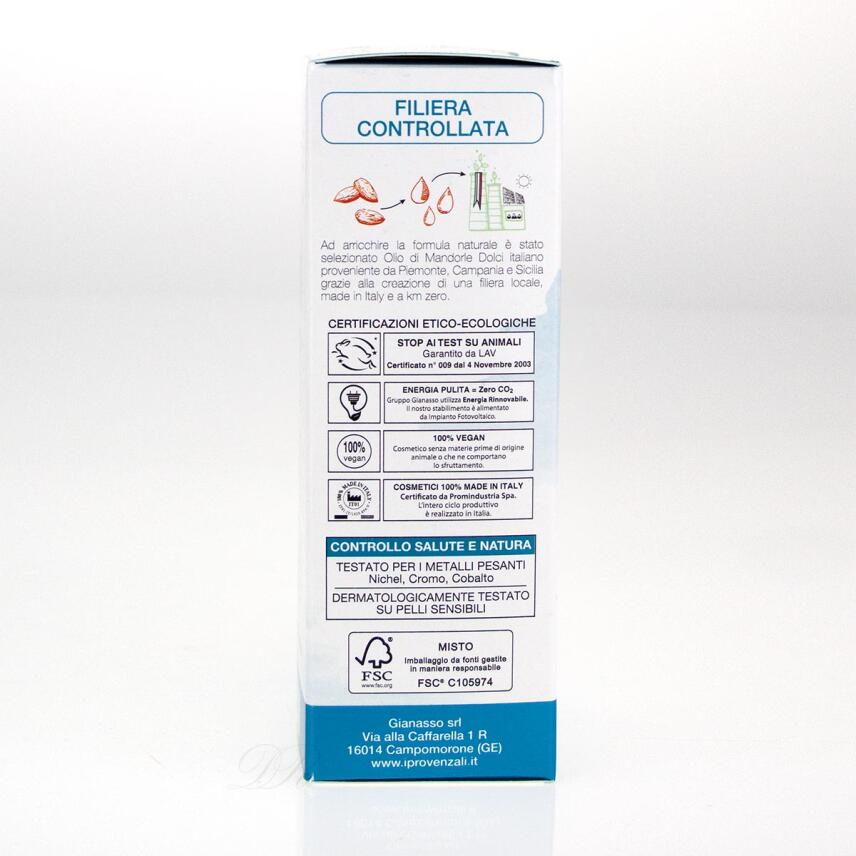 FILIERA
CONTROLLATA
Ad arricchire la formula naturale è stato
selezionato Olio di Mandorle Dolci italiano
proveniente da Piemonte, Campania e Sicilia
grazie alla creazione di una filiera locale,
made in Italy e a km zero.
CERTIFICAZIONI ETICO-ECOLOGICHE
STOP AI TEST SU ANIMALI
Garantito da LAV
Certificato n° 009 dal 4 Novembre 2003
ENERGIA PULITA = Zero CO₂
Gruppo Gianasso utilizza Energia Rinnovabile.
Il nostro stabilimento è alimentato
da Impianto Fotovoltaico.
100%
vegan
100% VEGAN
Cosmetico senza materie prime di origine
animale o che ne comportano
lo sfruttamento.
100% MADE IN ITALY
COSMETICI 100% MADE IN ITALY
Certificato da Promindustria Spa.
L'intero ciclo produttivo
è realizzato in Italia.
CONTROLLO SALUTE E NATURA
TESTATO PER I METALLI PESANTI
Nichel, Cromo, Cobalto
DERMATOLOGICAMENTE TESTATO
SU PELLI SENSIBILI
FSC
www.fsc.org
MISTO
Imballaggio da fonti gestite
in maniera responsabile
FSC® C105974
Gianasso srl
Via alla Caffarella 1 R
16014 Campomorone (GE)
www.iprovenzali.it